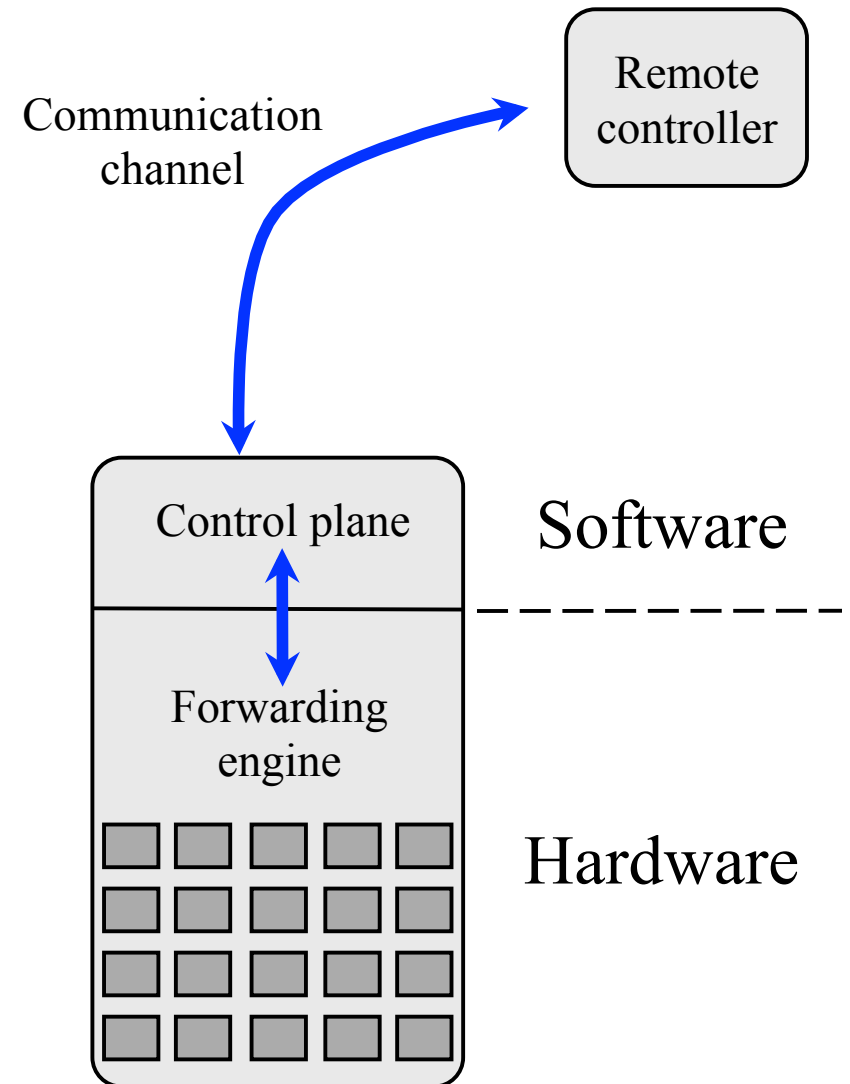 Remote
controller
Communication
channel
Control plane
Software
Forwarding
engine
Hardware